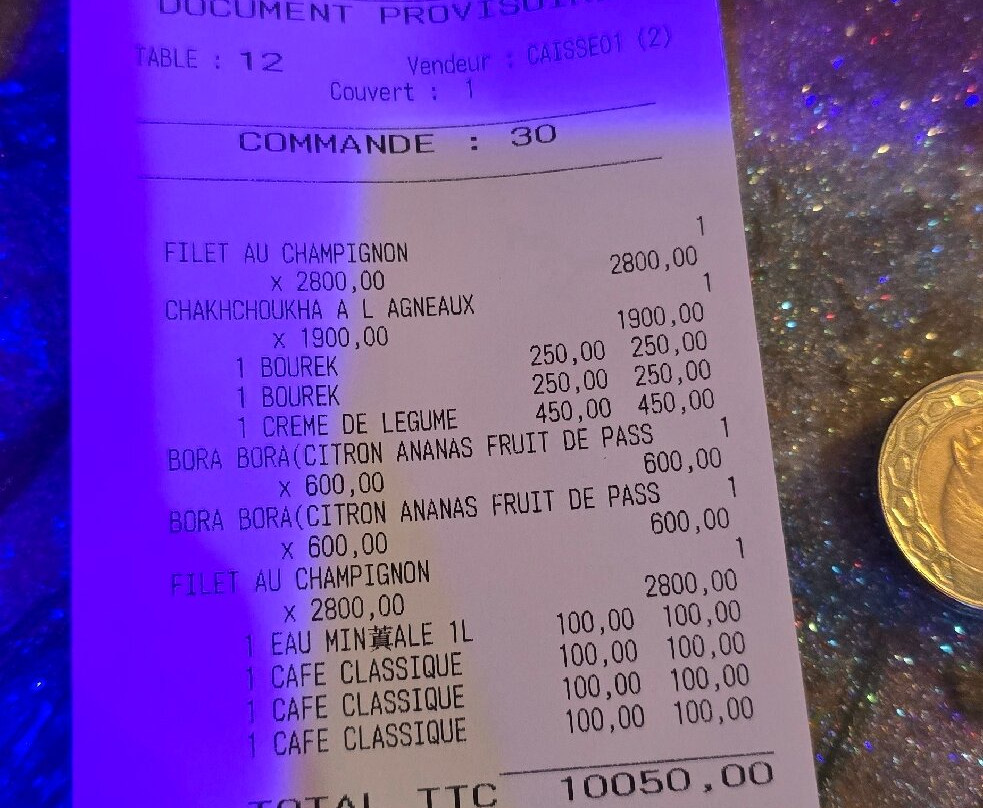 DOCUMENT PROVISOIRE
TABLE : 12 Vendeur : CAISSE01 (2)
Couvert : 1
COMMANDE : 30
1
FILET AU CHAMPIGNON
x 2800,00 2800,00
1
CHAKHCHOUKHA A L AGNEAUX
x 1900,00 1900,00
1 BOUREK 250,00 250,00
1 BOUREK 250,00 250,00
1 CREME DE LEGUME 450,00 450,00
BORA BORA(CITRON ANANAS FRUIT DE PASS 1
x 600,00 600,00
BORA BORA(CITRON ANANAS FRUIT DE PASS 1
x 600,00 600,00
FILET AU CHAMPIGNON 1
x 2800,00 2800,00
1 EAU MIN蕢ALE 1L 100,00 100,00
1 CAFE CLASSIQUE 100,00 100,00
1 CAFE CLASSIQUE 100,00 100,00
1 CAFE CLASSIQUE 100,00 100,00
TOTAL TTC 10050,00